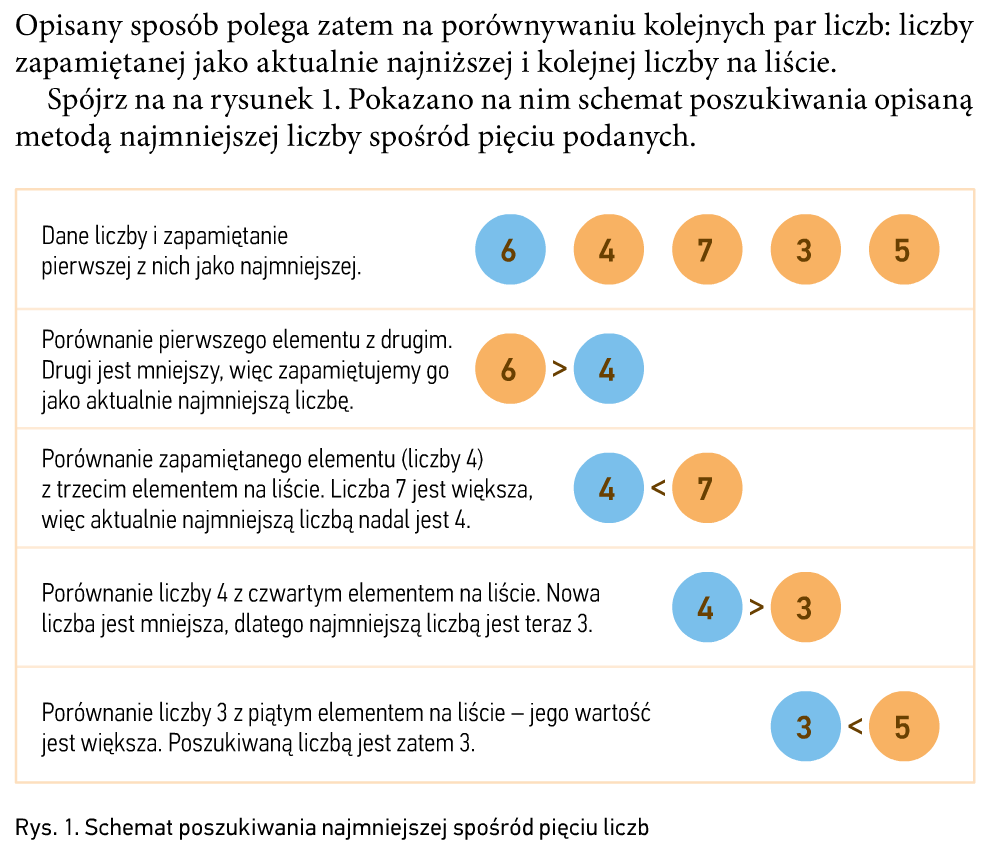 Opisany sposób polega zatem na porównywaniu kolejnych par liczb: liczby
zapamiętanej jako aktualnie najniższej i kolejnej liczby na liście.
Spójrz na na rysunek 1. Pokazano na nim schemat poszukiwania opisaną
metodą najmniejszej liczby spośród pięciu podanych.
Dane liczby i zapamiętanie
pierwszej z nich jako najmniejszej.
6 4 7 3 5
Porównanie pierwszego elementu z drugim.
Drugi jest mniejszy, więc zapamiętujemy go
jako aktualnie najmniejszą liczbę.
6 > 4
Porównanie zapamiętanego elementu (liczby 4)
z trzecim elementem na liście. Liczba 7 jest większa,
więc aktualnie najmniejszą liczbą nadal jest 4.
4 < 7
Porównanie liczby 4 z czwartym elementem na liście. Nowa
liczba jest mniejsza, dlatego najmniejszą liczbą jest teraz 3.
4 > 3
Porównanie liczby 3 z piątym elementem na liście – jego wartość
jest większa. Poszukiwaną liczbą jest zatem 3.
3 < 5
Rys. 1. Schemat poszukiwania najmniejszej spośród pięciu liczb